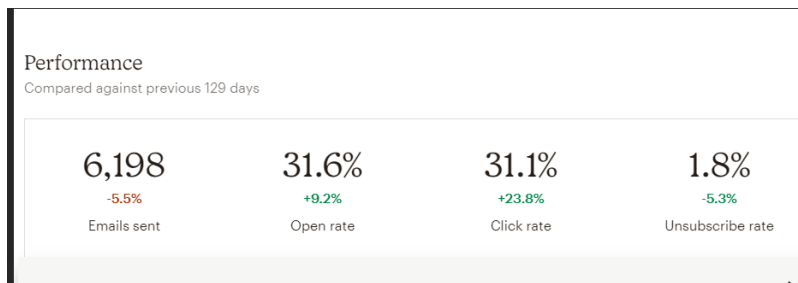 Performance
Compared against previous 129 days
6,198 31.6% 31.1% 1.8%
-5.5% +9.2% +23.8% -5.3%
Emails sent Open rate Click rate Unsubscribe rate